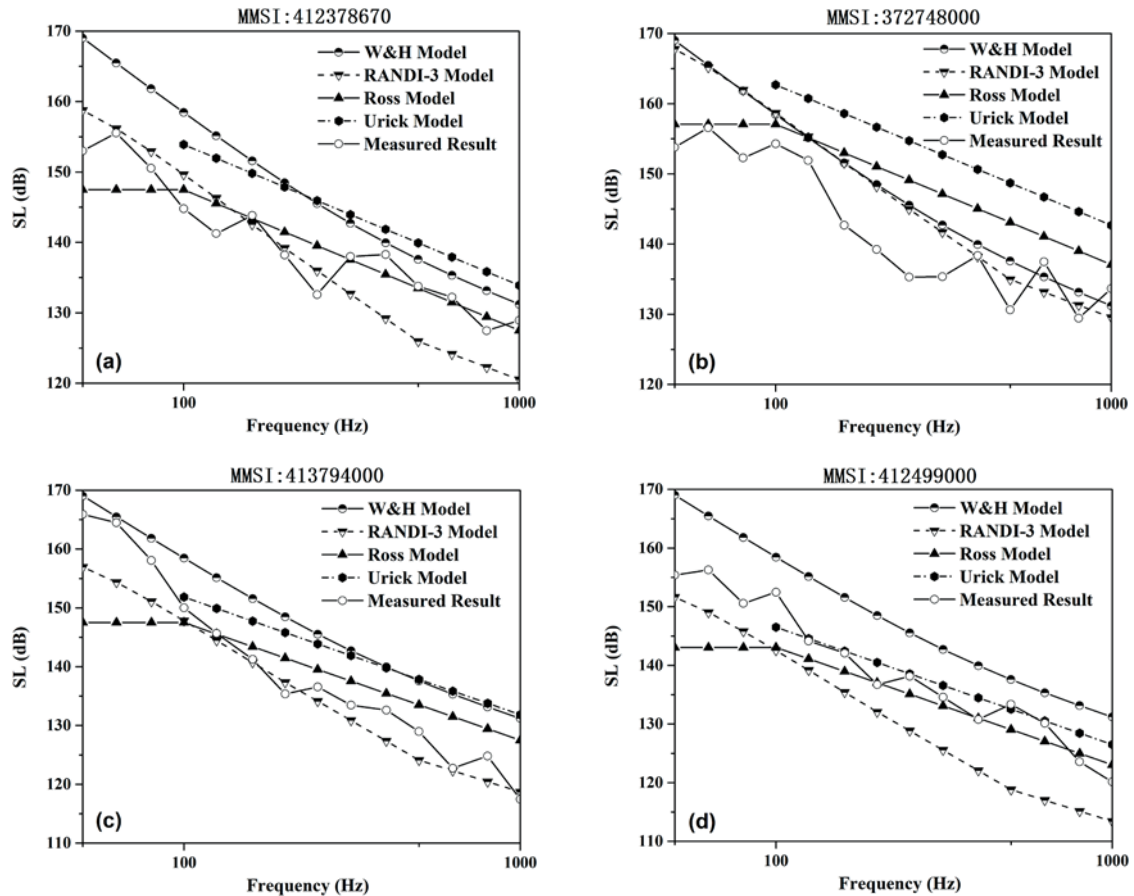 MMSI:412378670
170
160
150
140
130
120
SL (dB)
W&H Model
RANDI-3 Model
Ross Model
Urick Model
Measured Result
(a)
100
1000
Frequency (Hz)
MMSI:372748000
170
160
150
140
130
120
SL (dB)
W&H Model
RANDI-3 Model
Ross Model
Urick Model
Measured Result
(b)
100
1000
Frequency (Hz)
MMSI:413794000
170
160
150
140
130
120
110
SL (dB)
W&H Model
RANDI-3 Model
Ross Model
Urick Model
Measured Result
(c)
100
1000
Frequency (Hz)
MMSI:412499000
170
160
150
140
130
120
110
SL (dB)
W&H Model
RANDI-3 Model
Ross Model
Urick Model
Measured Result
(d)
100
1000
Frequency (Hz)